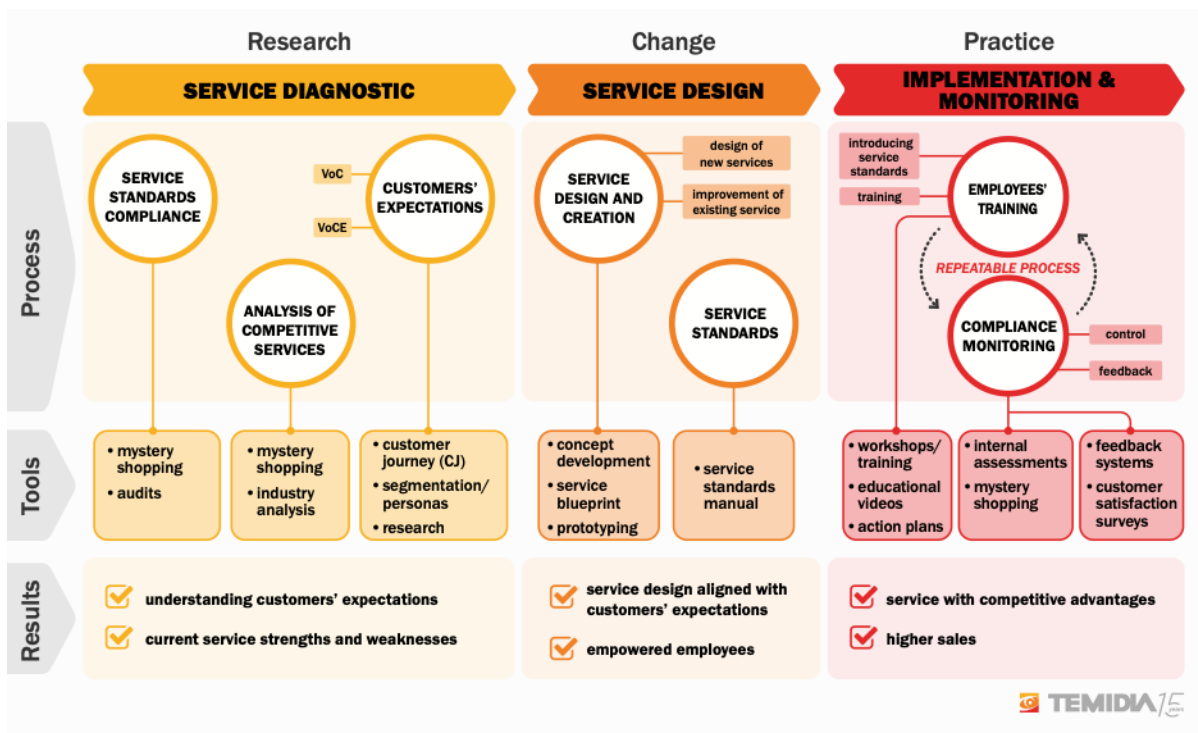 Research
Change
Practice
SERVICE DIAGNOSTIC
SERVICE DESIGN
IMPLEMENTATION &
MONITORING
Process
SERVICE
STANDARDS
COMPLIANCE
VoC
VoCE
CUSTOMERS'
EXPECTATIONS
ANALYSIS OF
COMPETITIVE
SERVICES
SERVICE
DESIGN AND
CREATION
design of
new services
improvement of
existing service
SERVICE
STANDARDS
introducing
service
standards
training
EMPLOYEES'
TRAINING
REPEATABLE PROCESS
COMPLIANCE
MONITORING
control
feedback
Tools
• mystery
shopping
• audits
• mystery
shopping
• industry
analysis
• customer
journey (CJ)
• segmentation/
personas
• research
• concept
development
• service
blueprint
• prototyping
• service
standards
manual
• workshops/
training
• educational
videos
• action plans
• internal
assessments
• mystery
shopping
• feedback
systems
• customer
satisfaction
surveys
Results
understanding customers' expectations
current service strengths and weaknesses
service design aligned with
customers' expectations
empowered employees
service with competitive advantages
higher sales
TEMIDIA 15
years